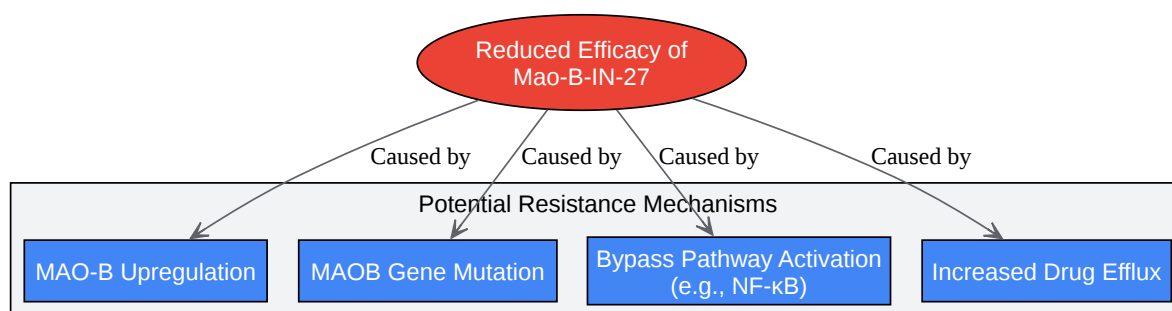 Reduced Efficacy of
Mao-B-IN-27
Caused by
Caused by
Caused by
Caused by
Potential Resistance Mechanisms
MAO-B Upregulation
MAOB Gene Mutation
Bypass Pathway Activation
(e.g., NF-κB)
Increased Drug Efflux